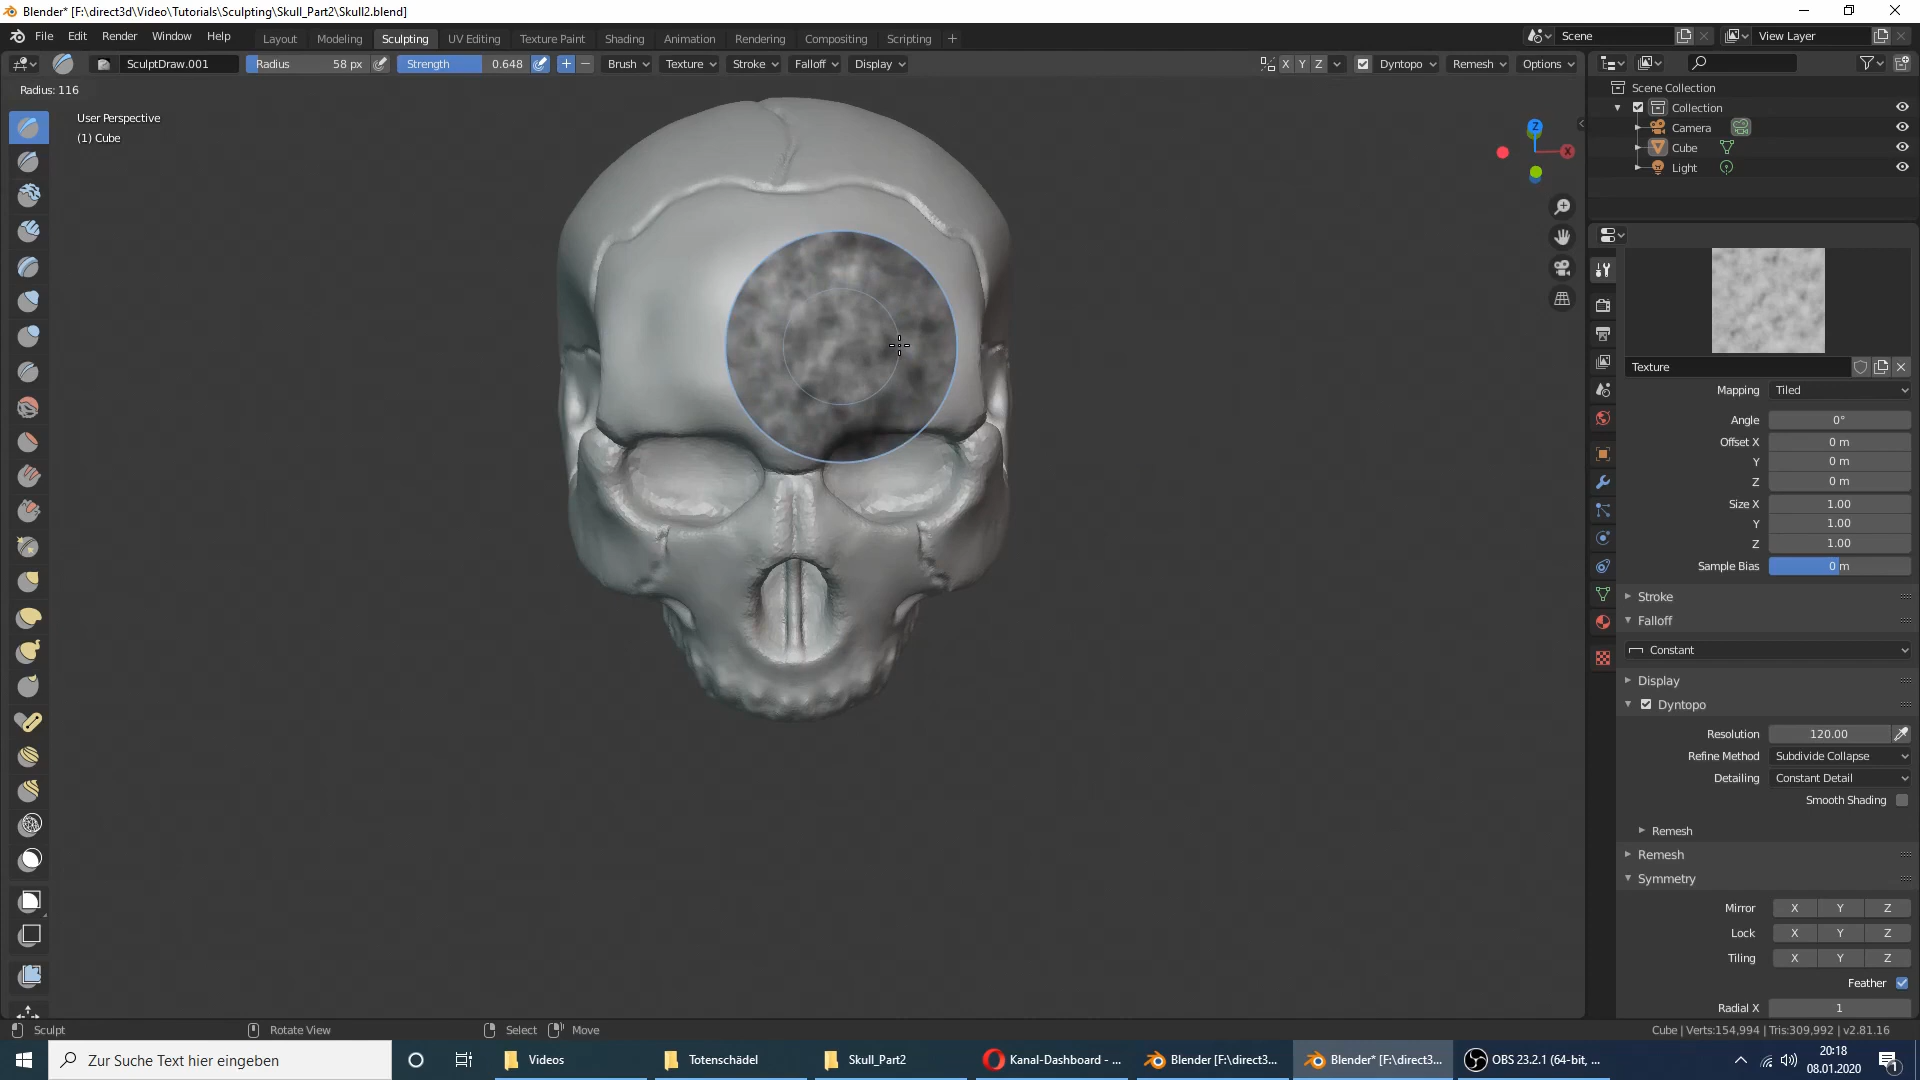 Blender* [F:\direct3d\Video\Tutorials\Sculpting\Skull_Part2\Skull2.blend]
File Edit Render Window Help Layout Modeling Sculpting UV Editing Texture Paint Shading Animation Rendering Compositing Scripting + Scene View Layer
SculptDraw.001 Radius 58 px Strength 0.648 + − Brush Texture Stroke Falloff Display X Y Z Dyntopo Remesh Options
Radius: 116
User Perspective
(1) Cube
Z
X
Scene Collection
Collection
Camera
Cube
Light
Texture
Mapping Tiled
Angle 0°
Offset X 0 m
Y 0 m
Z 0 m
Size X 1.00
Y 1.00
Z 1.00
Sample Bias 0 m
Stroke
Falloff
Constant
Display
Dyntopo
Resolution 120.00
Refine Method Subdivide Collapse
Detailing Constant Detail
Smooth Shading
Remesh
Remesh
Symmetry
Mirror X Y Z
Lock X Y Z
Tiling X Y Z
Feather
Radial X 1
Sculpt Rotate View Select Move Cube | Verts:154,994 | Tris:309,992 | v2.81.16
Zur Suche Text hier eingeben Videos Totenschädel Skull_Part2 Kanal-Dashboard - ... Blender [F:\direct3... Blender* [F:\direct3... OBS 23.2.1 (64-bit, ... 20:18
08.01.2020 1